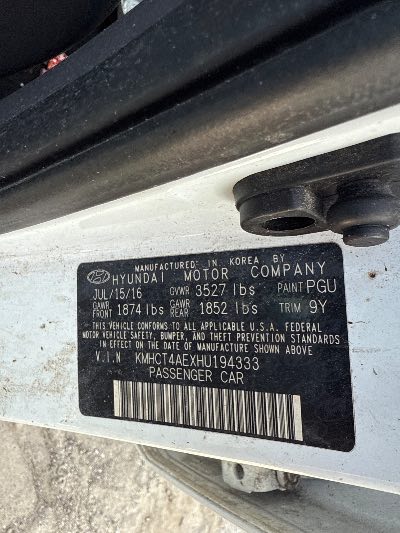 MANUFACTURED IN KOREA BY
HYUNDAI MOTOR COMPANY
JUL/15/16 GVWR 3527 lbs PAINT PGU
GAWR FRONT 1874 lbs GAWR REAR 1852 lbs TRIM 9Y
THIS VEHICLE CONFORMS TO ALL APPLICABLE U.S.A. FEDERAL
MOTOR VEHICLE SAFETY, BUMPER, AND THEFT PREVENTION STANDARDS
IN EFFECT ON THE DATE OF MANUFACTURE SHOWN ABOVE.
V.I.N KMHCT4AEXHU194333
PASSENGER CAR